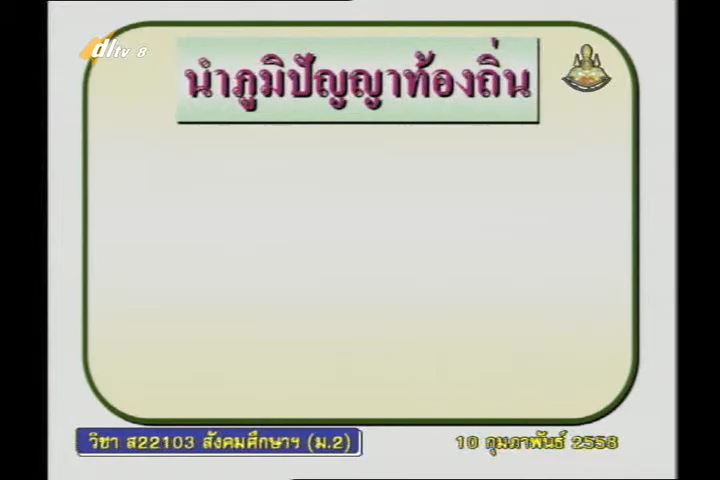 dltv 8
นำภูมิปัญญาท้องถิ่น
วิชา ส22103 สังคมศึกษาฯ (ม.2)
10 กุมภาพันธ์ 2558